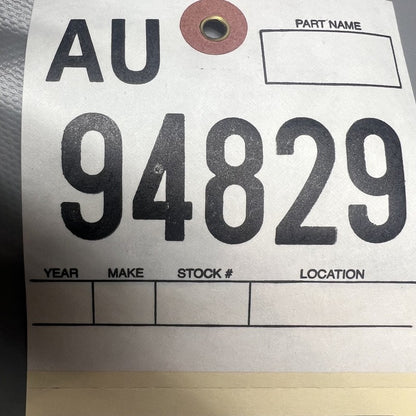 AU
PART NAME
94829
YEAR MAKE STOCK # LOCATION